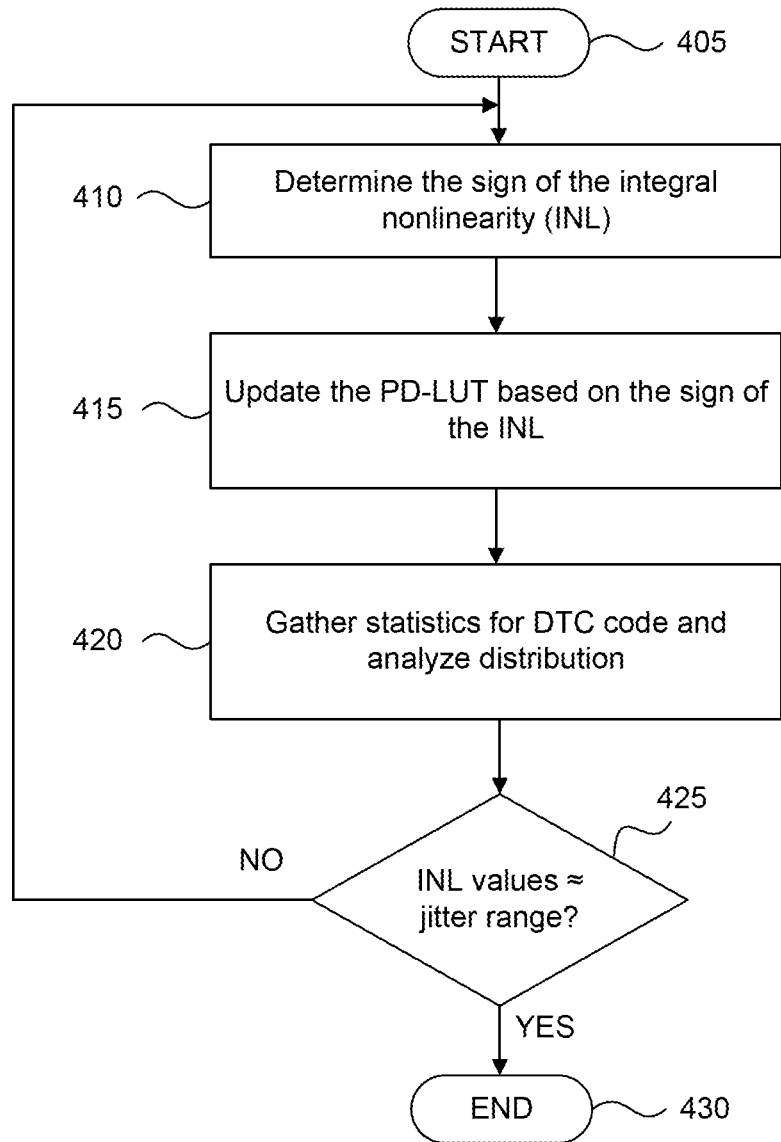 START
405
410
Determine the sign of the integral
nonlinearity (INL)
415
Update the PD-LUT based on the sign of
the INL
420
Gather statistics for DTC code and
analyze distribution
425
NO
INL values ≈
jitter range?
YES
END
430